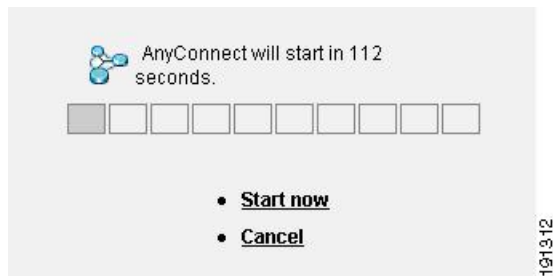 AnyConnect will start in 112
seconds.
Start now
Cancel
191312